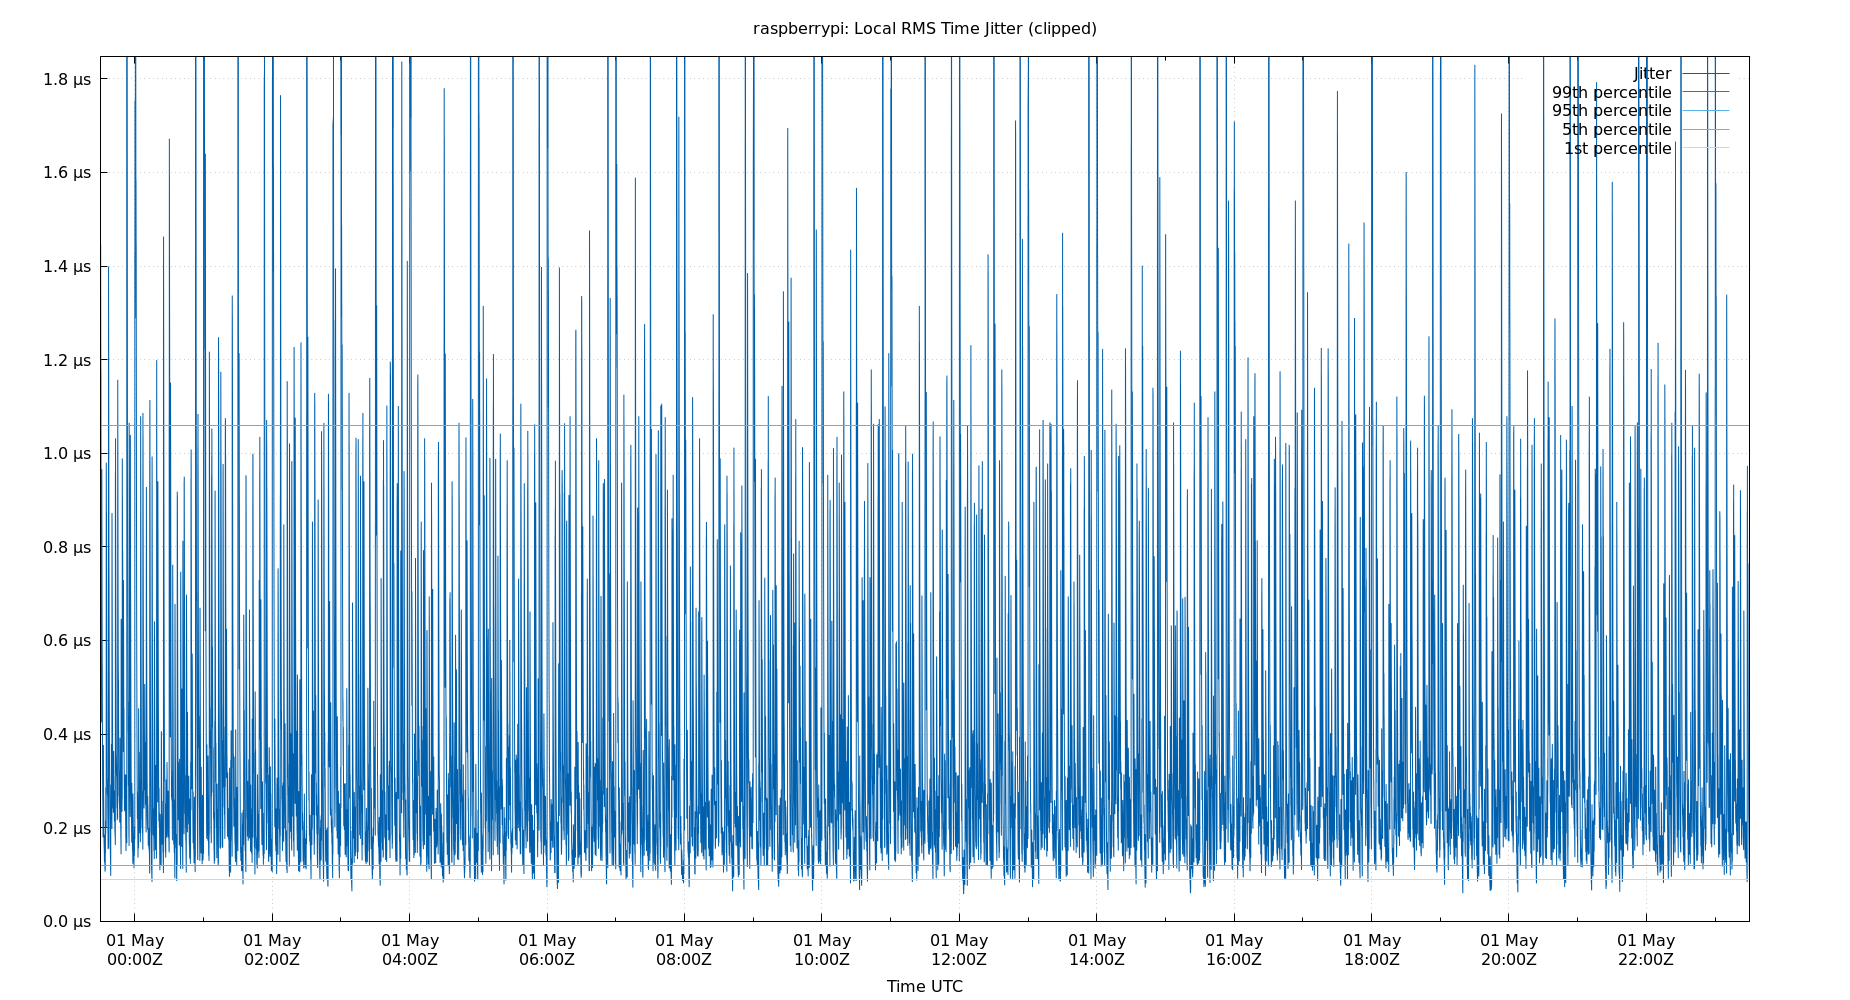 raspberrypi: Local RMS Time Jitter (clipped)
1.8 µs
1.6 µs
1.4 µs
1.2 µs
1.0 µs
0.8 µs
0.6 µs
0.4 µs
0.2 µs
0.0 µs
Jitter
99th percentile
95th percentile
5th percentile
1st percentile
01 May 01 May 01 May 01 May 01 May 01 May 01 May 01 May 01 May 01 May 01 May 01 May
00:00Z 02:00Z 04:00Z 06:00Z 08:00Z 10:00Z 12:00Z 14:00Z 16:00Z 18:00Z 20:00Z 22:00Z
Time UTC